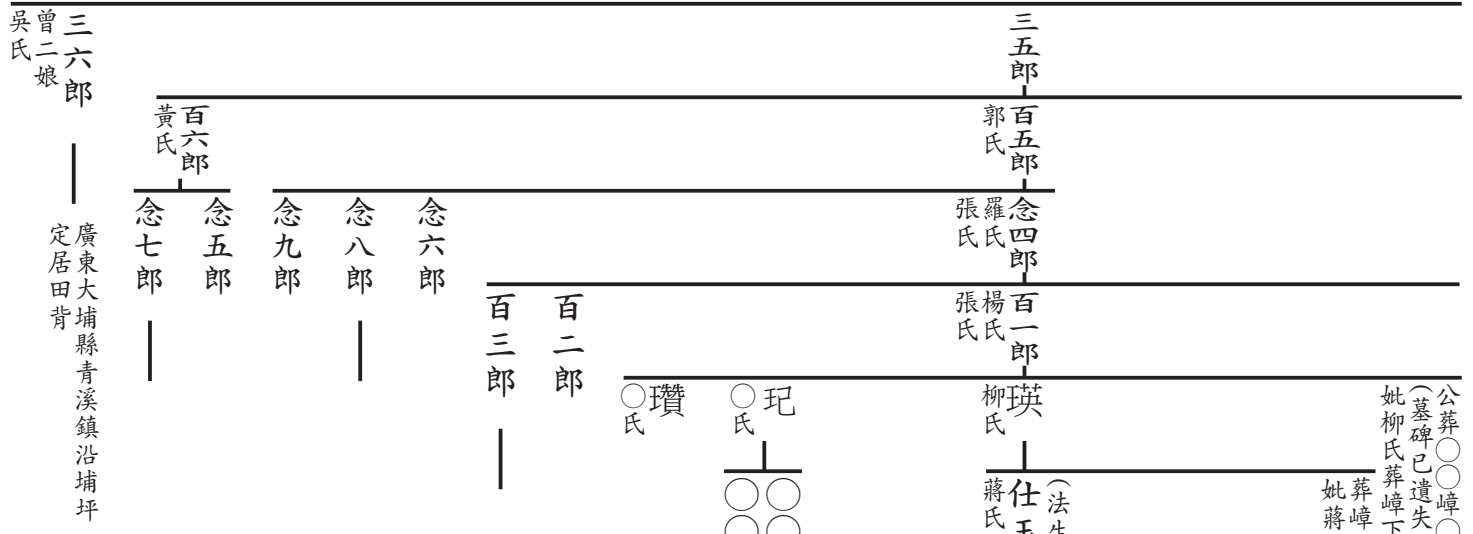 三五郎
三六郎
曾二娘
吳氏
廣東大埔縣青溪鎮沿埔坪
定居田背
百五郎
郭氏
百六郎
黃氏
念四郎
羅氏
張氏
念六郎
念八郎
念九郎
念五郎
念七郎
百一郎
楊氏
張氏
百二郎
百三郎
公葬○○嶂○
(墓碑已遺失
妣柳氏葬嶂下
瑛
柳氏
玘
○氏
瓚
○氏
葬嶂
妣蔣
(法生
仕玉
蔣氏
○○
○○